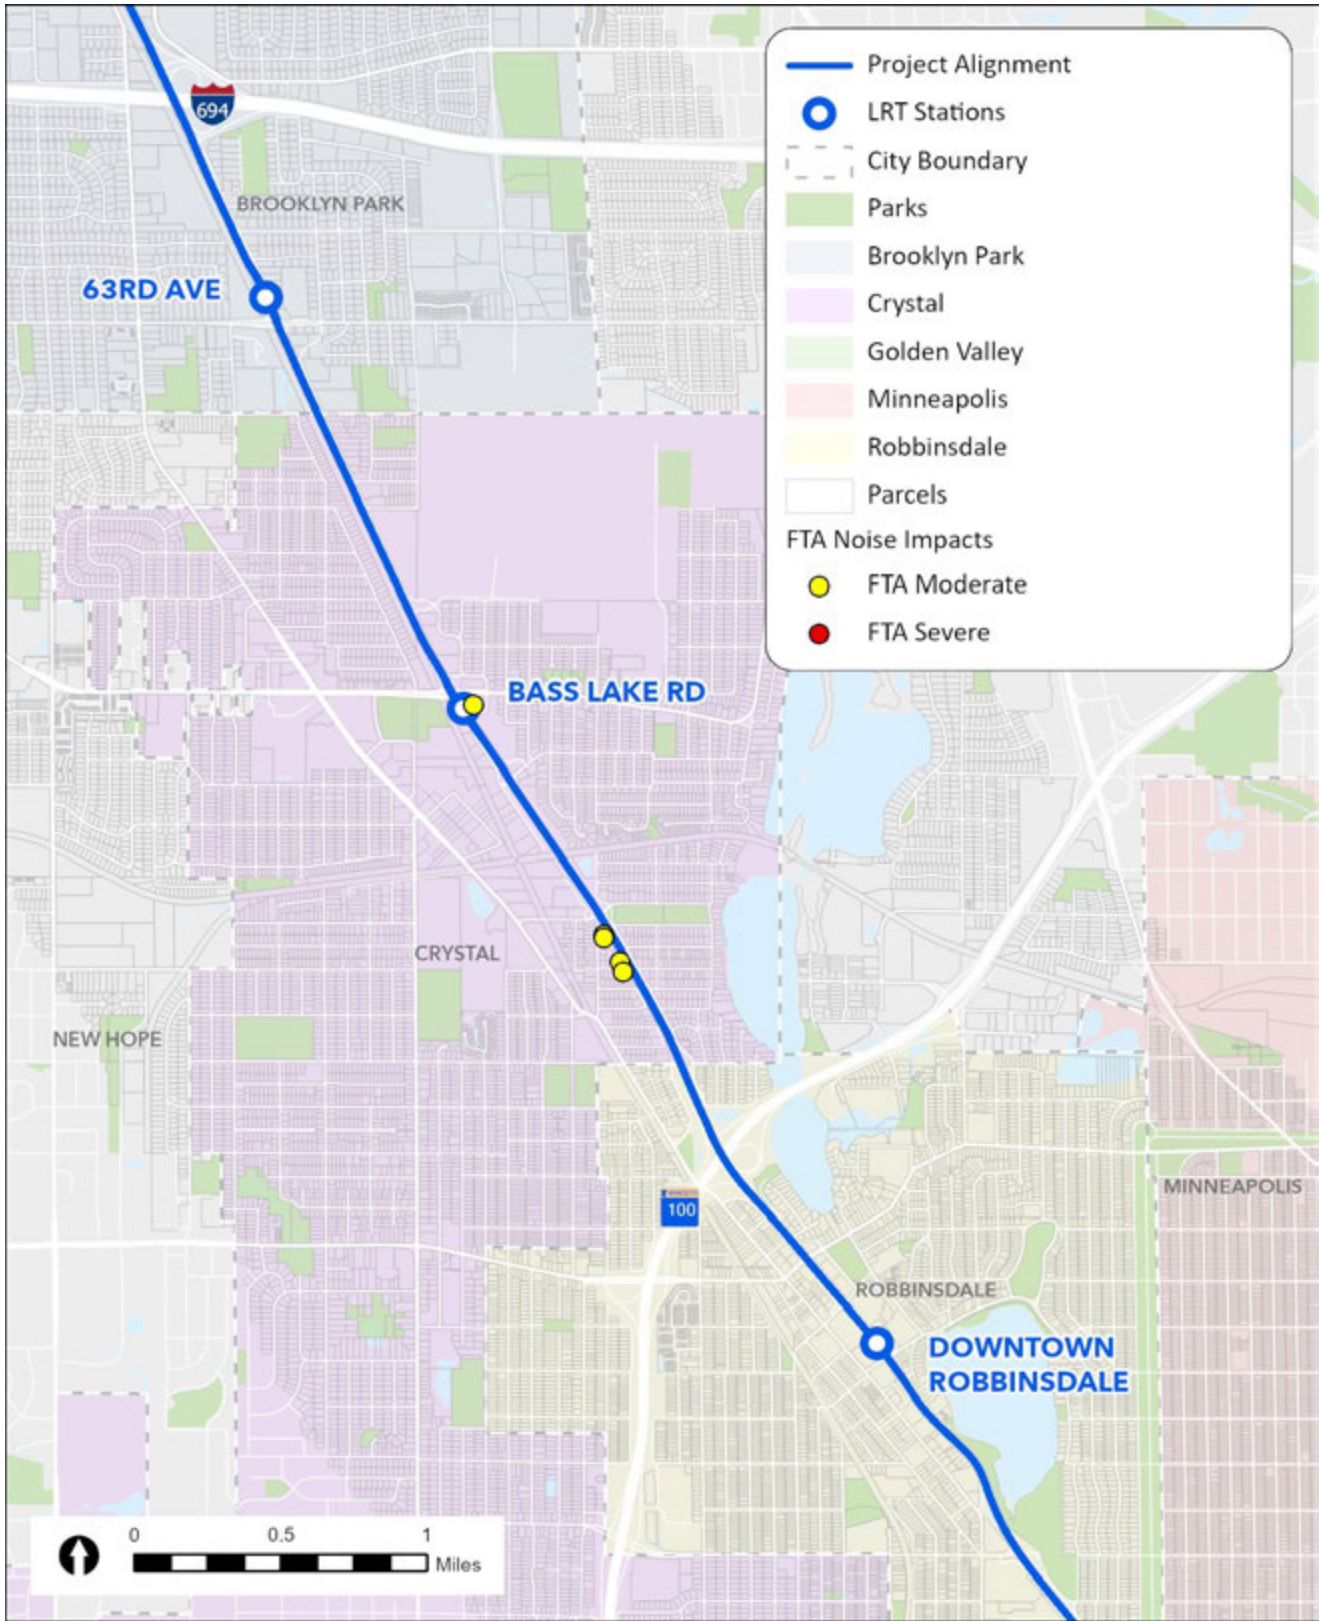 694
BROOKLYN PARK
63RD AVE
Project Alignment
LRT Stations
City Boundary
Parks
Brooklyn Park
Crystal
Golden Valley
Minneapolis
Robbinsdale
Parcels
FTA Noise Impacts
FTA Moderate
FTA Severe
BASS LAKE RD
CRYSTAL
NEW HOPE
MINNEAPOLIS
100
ROBBINSDALE
DOWNTOWN
ROBBINSDALE
0 0.5 1
Miles